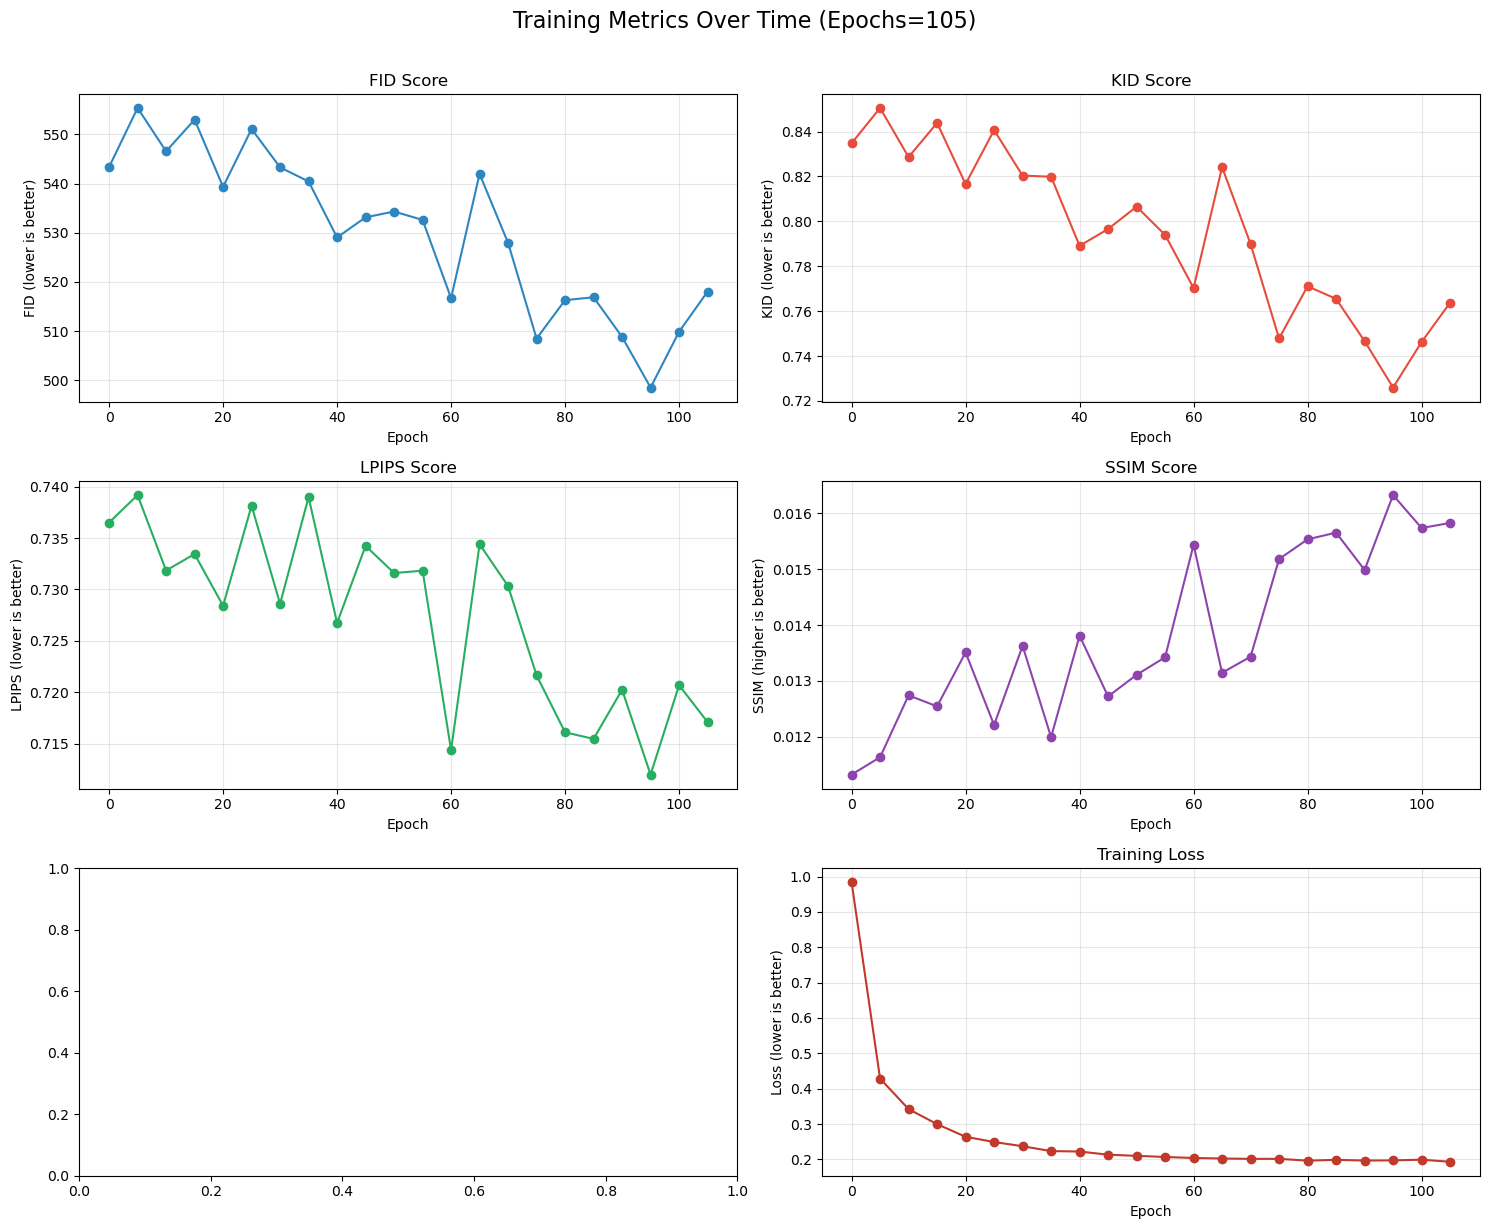 Training Metrics Over Time (Epochs=105)
FID Score
FID (lower is better)
550
540
530
520
510
500
0 20 40 60 80 100
Epoch
KID Score
KID (lower is better)
0.84
0.82
0.80
0.78
0.76
0.74
0.72
0 20 40 60 80 100
Epoch
LPIPS Score
LPIPS (lower is better)
0.740
0.735
0.730
0.725
0.720
0.715
0 20 40 60 80 100
Epoch
SSIM Score
SSIM (higher is better)
0.016
0.015
0.014
0.013
0.012
0 20 40 60 80 100
Epoch
1.0
0.8
0.6
0.4
0.2
0.0
0.0 0.2 0.4 0.6 0.8 1.0
Training Loss
Loss (lower is better)
1.0
0.9
0.8
0.7
0.6
0.5
0.4
0.3
0.2
0 20 40 60 80 100
Epoch